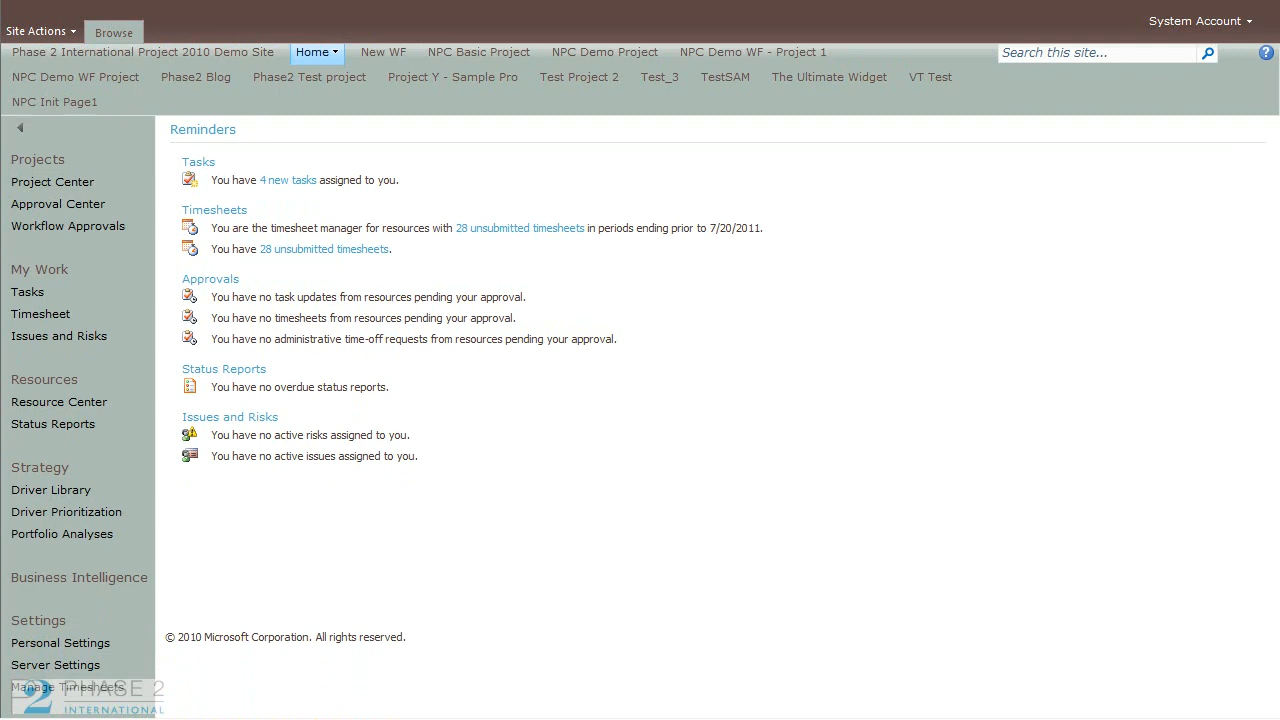 Site Actions Browse System Account
Phase 2 International Project 2010 Demo Site Home New WF NPC Basic Project NPC Demo Project NPC Demo WF - Project 1 Search this site...
NPC Demo WF Project Phase2 Blog Phase2 Test project Project Y - Sample Pro Test Project 2 Test_3 TestSAM The Ultimate Widget VT Test
NPC Init Page1
Projects
Project Center
Approval Center
Workflow Approvals
My Work
Tasks
Timesheet
Issues and Risks
Resources
Resource Center
Status Reports
Strategy
Driver Library
Driver Prioritization
Portfolio Analyses
Business Intelligence
Settings
Personal Settings
Server Settings
Manage Timesheets
2 PHASE 2
INTERNATIONAL
Reminders
Tasks
You have 4 new tasks assigned to you.
Timesheets
You are the timesheet manager for resources with 28 unsubmitted timesheets in periods ending prior to 7/20/2011.
You have 28 unsubmitted timesheets.
Approvals
You have no task updates from resources pending your approval.
You have no timesheets from resources pending your approval.
You have no administrative time-off requests from resources pending your approval.
Status Reports
You have no overdue status reports.
Issues and Risks
You have no active risks assigned to you.
You have no active issues assigned to you.
© 2010 Microsoft Corporation. All rights reserved.